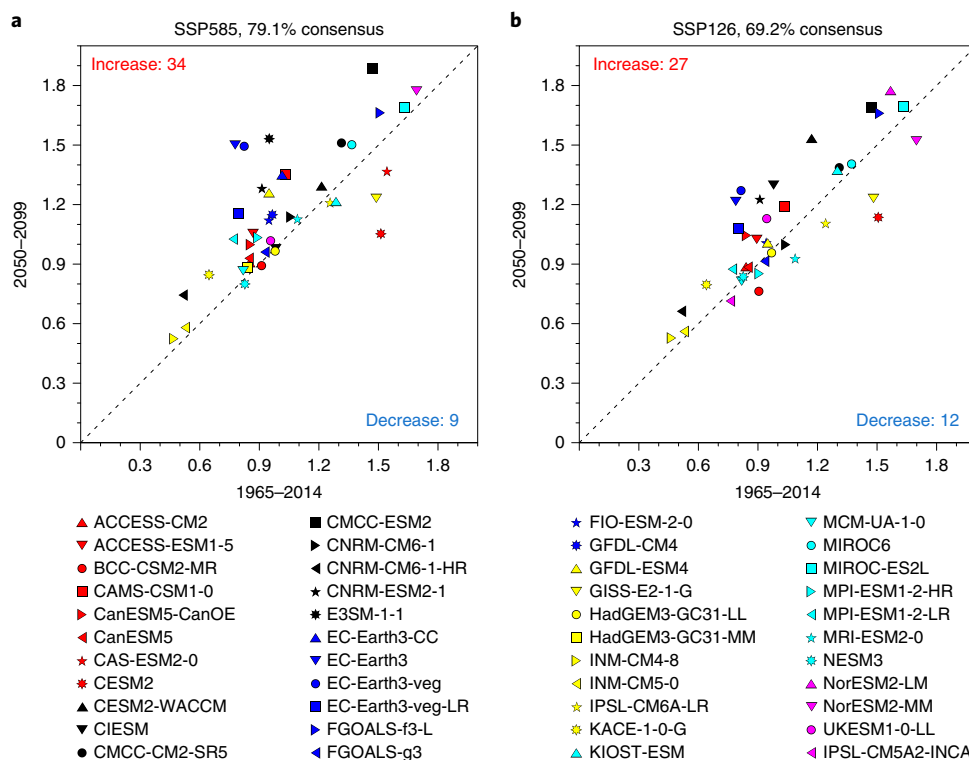 a
SSP585, 79.1% consensus
Increase: 34
1.8
1.5
1.2
0.9
0.6
0.3
0
2050–2099
Decrease: 9
0.3 0.6 0.9 1.2 1.5 1.8
1965–2014
b
SSP126, 69.2% consensus
Increase: 27
1.8
1.5
1.2
0.9
0.6
0.3
0
2050–2099
Decrease: 12
0.3 0.6 0.9 1.2 1.5 1.8
1965–2014
ACCESS-CM2
ACCESS-ESM1-5
BCC-CSM2-MR
CAMS-CSM1-0
CanESM5-CanOE
CanESM5
CAS-ESM2-0
CESM2
CESM2-WACCM
CIESM
CMCC-CM2-SR5
CMCC-ESM2
CNRM-CM6-1
CNRM-CM6-1-HR
CNRM-ESM2-1
E3SM-1-1
EC-Earth3-CC
EC-Earth3
EC-Earth3-veg
EC-Earth3-veg-LR
FGOALS-f3-L
FGOALS-g3
FIO-ESM-2-0
GFDL-CM4
GFDL-ESM4
GISS-E2-1-G
HadGEM3-GC31-LL
HadGEM3-GC31-MM
INM-CM4-8
INM-CM5-0
IPSL-CM6A-LR
KACE-1-0-G
KIOST-ESM
MCM-UA-1-0
MIROC6
MIROC-ES2L
MPI-ESM1-2-HR
MPI-ESM1-2-LR
MRI-ESM2-0
NESM3
NorESM2-LM
NorESM2-MM
UKESM1-0-LL
IPSL-CM5A2-INCA